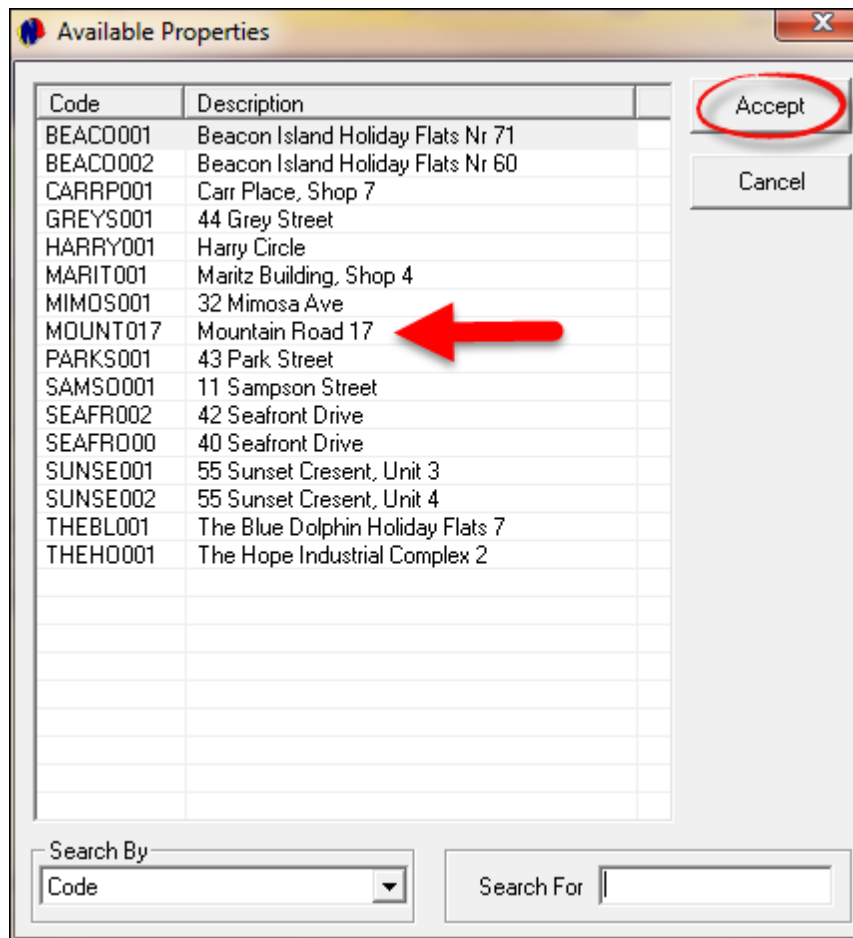 Available Properties
Code Description
BEACO001 Beacon Island Holiday Flats Nr 71
BEACO002 Beacon Island Holiday Flats Nr 60
CARRP001 Carr Place, Shop 7
GREYS001 44 Grey Street
HARRY001 Harry Circle
MARIT001 Maritz Building, Shop 4
MIMOS001 32 Mimosa Ave
MOUNT017 Mountain Road 17
PARKS001 43 Park Street
SAMSO001 11 Sampson Street
SEAFR002 42 Seafront Drive
SEAFRO00 40 Seafront Drive
SUNSE001 55 Sunset Cresent, Unit 3
SUNSE002 55 Sunset Cresent, Unit 4
THEBL001 The Blue Dolphin Holiday Flats 7
THEHO001 The Hope Industrial Complex 2
Accept
Cancel
Search By
Code
Search For